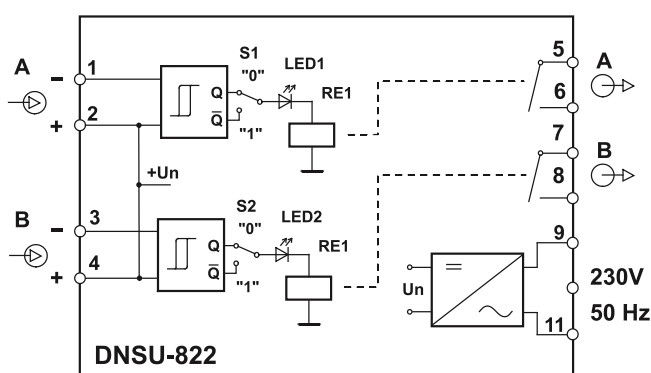 S1
5
A
1
LED1
A
-
"0"
Q
RE1
6
2
Q̅
+
"1"
7
+Un
B
S2
8
B
3
LED2
-
"0"
9
Q
RE1
4
Q̅
+
"1"
=
Un
230V
50 Hz
11
DNSU-822